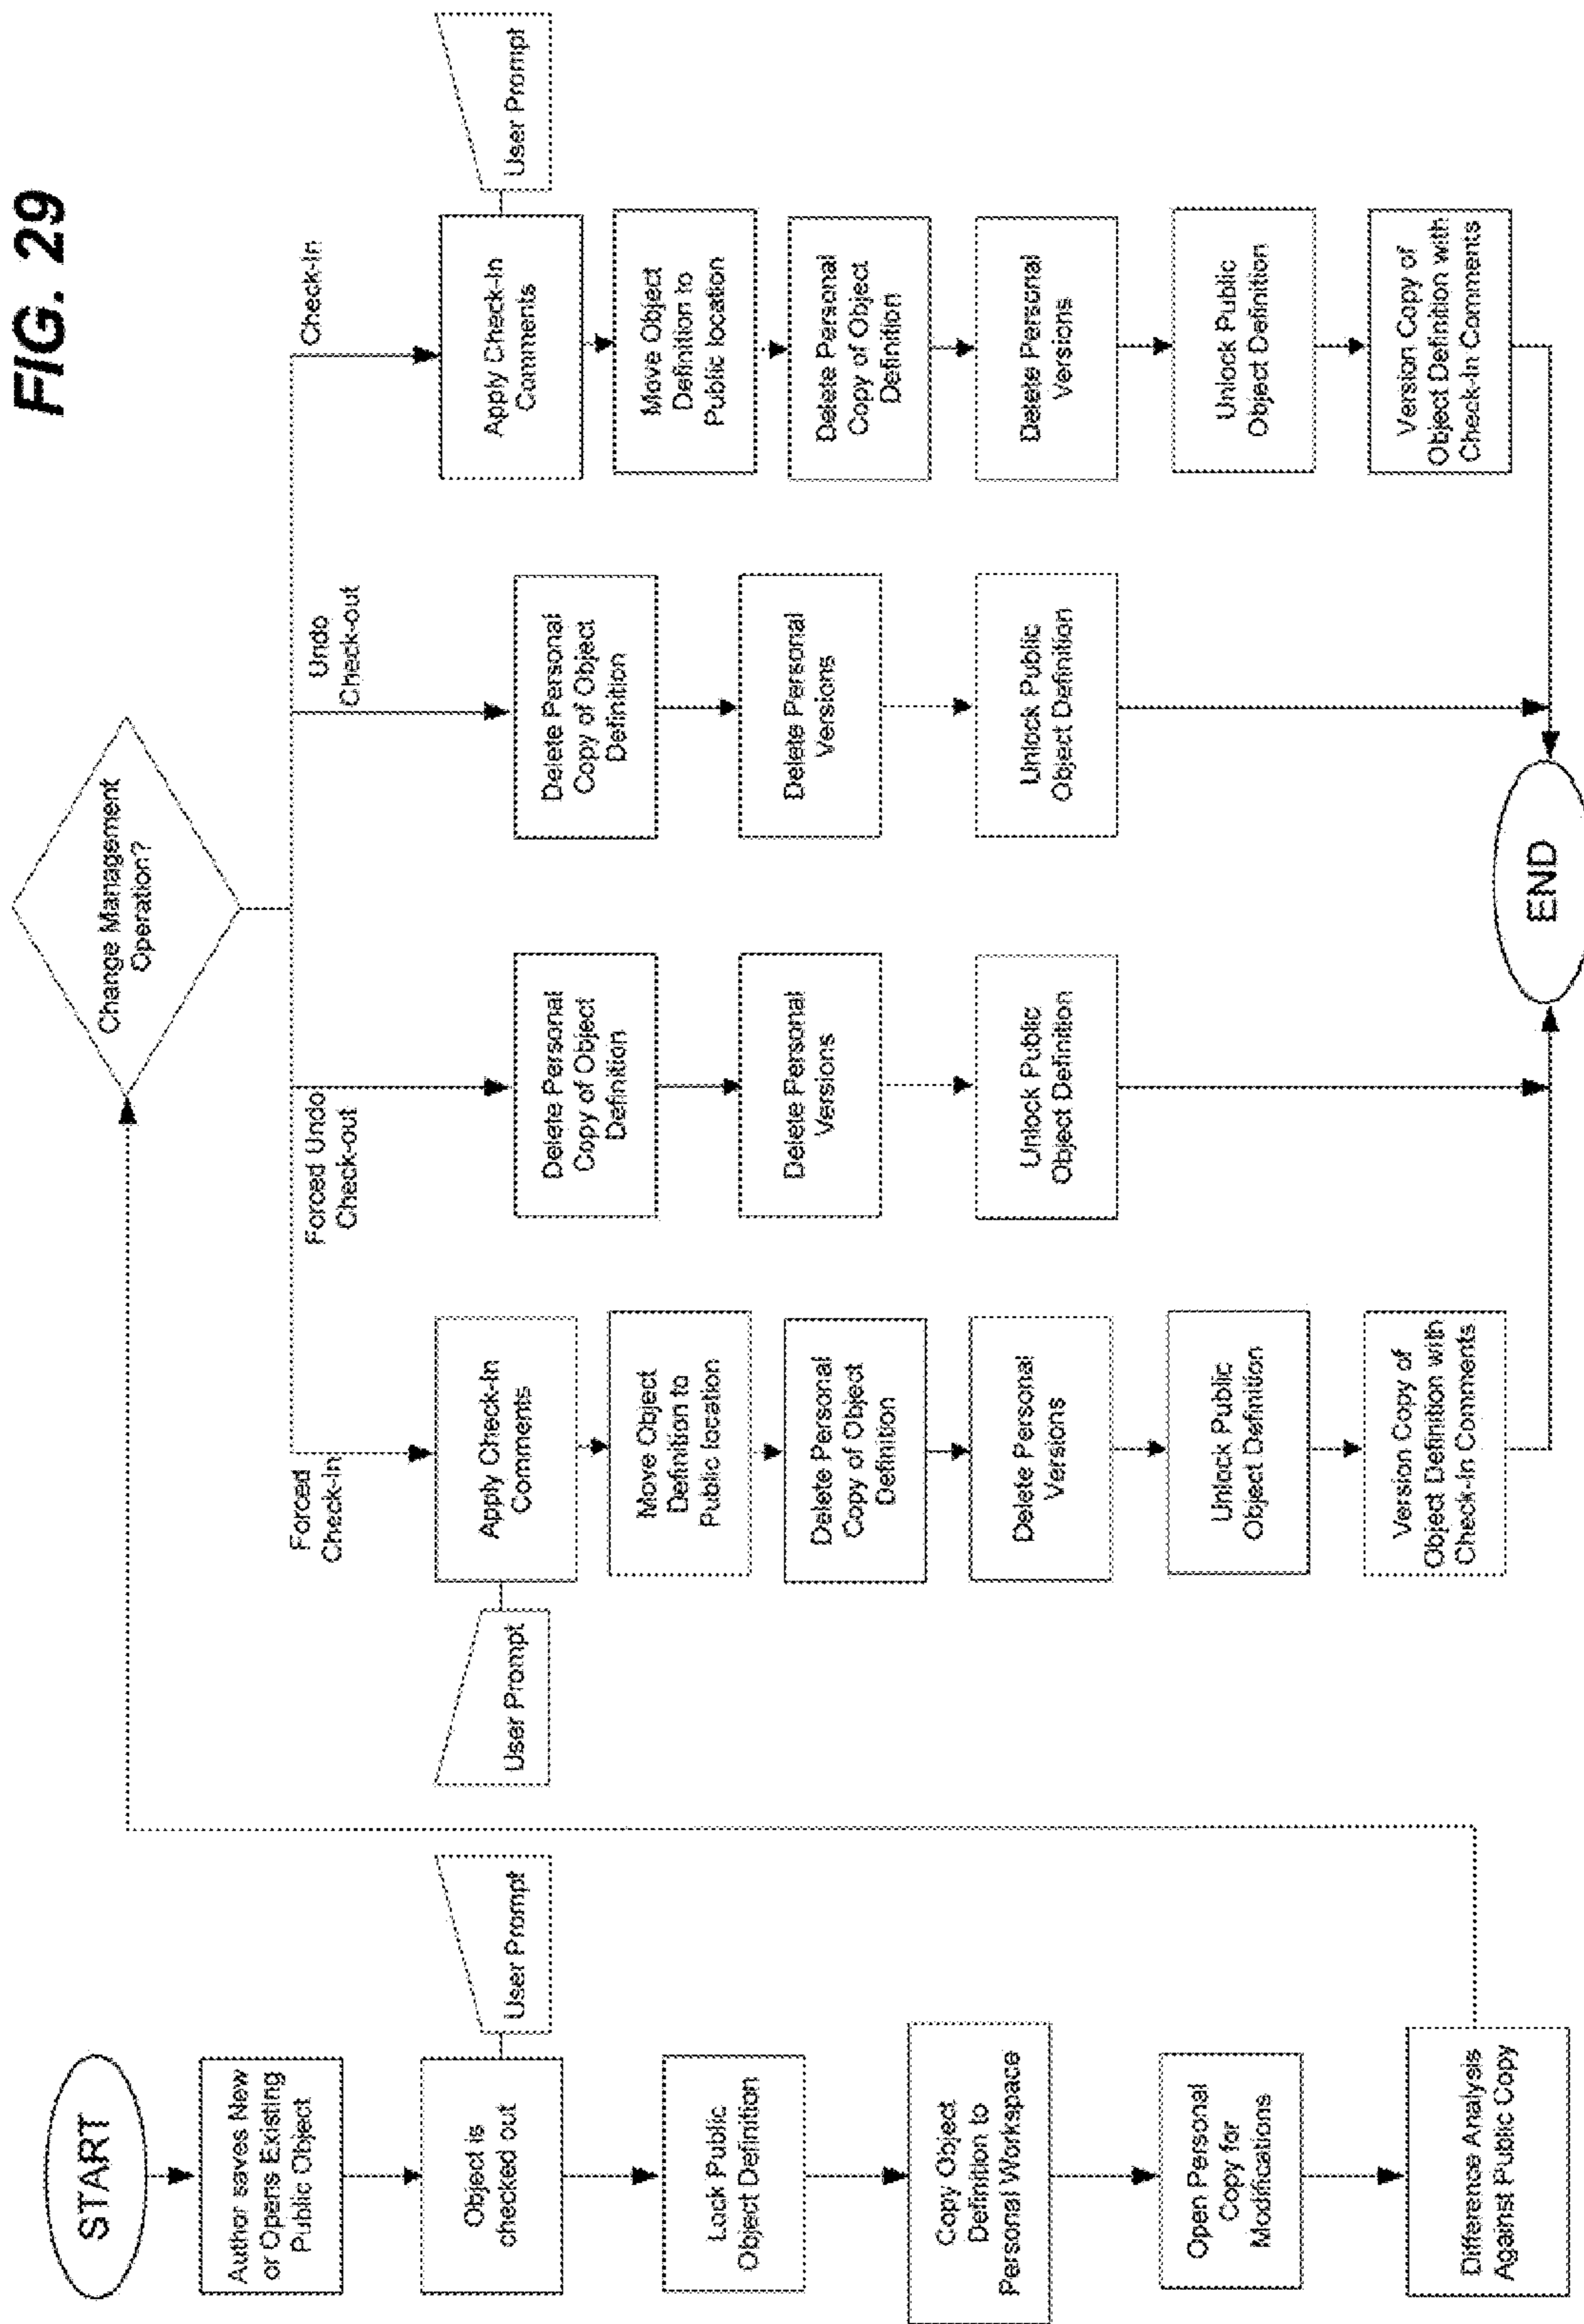 FIG. 29
START
Author saves New
or Opens Existing
Public Object
Object is
checked out
User Prompt
Lock Public
Object Definition
Copy Object
Definition to
Personal Workspace
Open Personal
Copy for
Modifications
Difference Analysis
Against Public Copy
Change Management
Operation?
Forced
Check-In
User Prompt
Apply Check-In
Comments
Move Object
Definition to
Public location
Delete Personal
Copy of Object
Definition
Delete Personal
Versions
Unlock Public
Object Definition
Version Copy of
Object Definition with
Check-In Comments
Forced Undo
Check-out
Delete Personal
Copy of Object
Definition
Delete Personal
Versions
Unlock Public
Object Definition
Undo
Check-out
Delete Personal
Copy of Object
Definition
Delete Personal
Versions
Unlock Public
Object Definition
Check-In
User Prompt
Apply Check-In
Comments
Move Object
Definition to
Public location
Delete Personal
Copy of Object
Definition
Delete Personal
Versions
Unlock Public
Object Definition
Version Copy of
Object Definition with
Check-In Comments
END